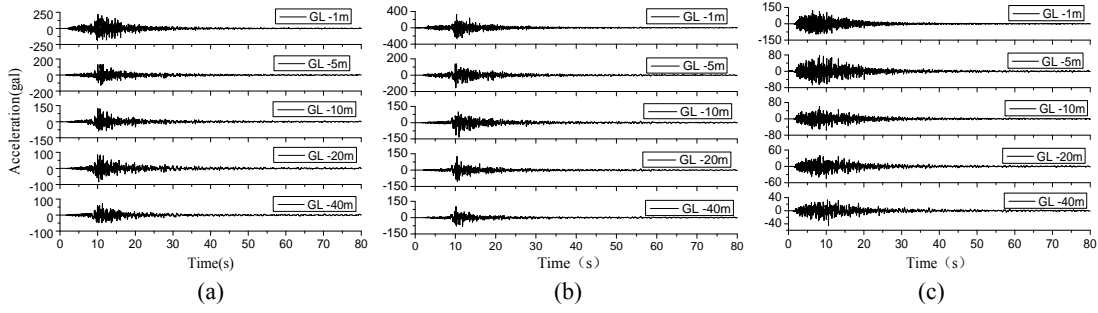 Acceleration(gal)
250
0
-250
GL -1m
200
0
-200
GL -5m
150
0
-150
GL -10m
100
0
-100
GL -20m
100
0
-100
GL -40m
0 10 20 30 40 50 60 70 80
Time(s)
(a)
400
0
-400
GL -1m
200
0
-200
GL -5m
150
0
-150
GL -10m
150
0
-150
GL -20m
150
0
-150
GL -40m
0 10 20 30 40 50 60 70 80
Time（s）
(b)
150
0
-150
GL -1m
80
0
-80
GL -5m
80
0
-80
GL -10m
60
0
-60
GL -20m
40
0
-40
GL -40m
0 10 20 30 40 50 60 70 80
Time（s）
(c)